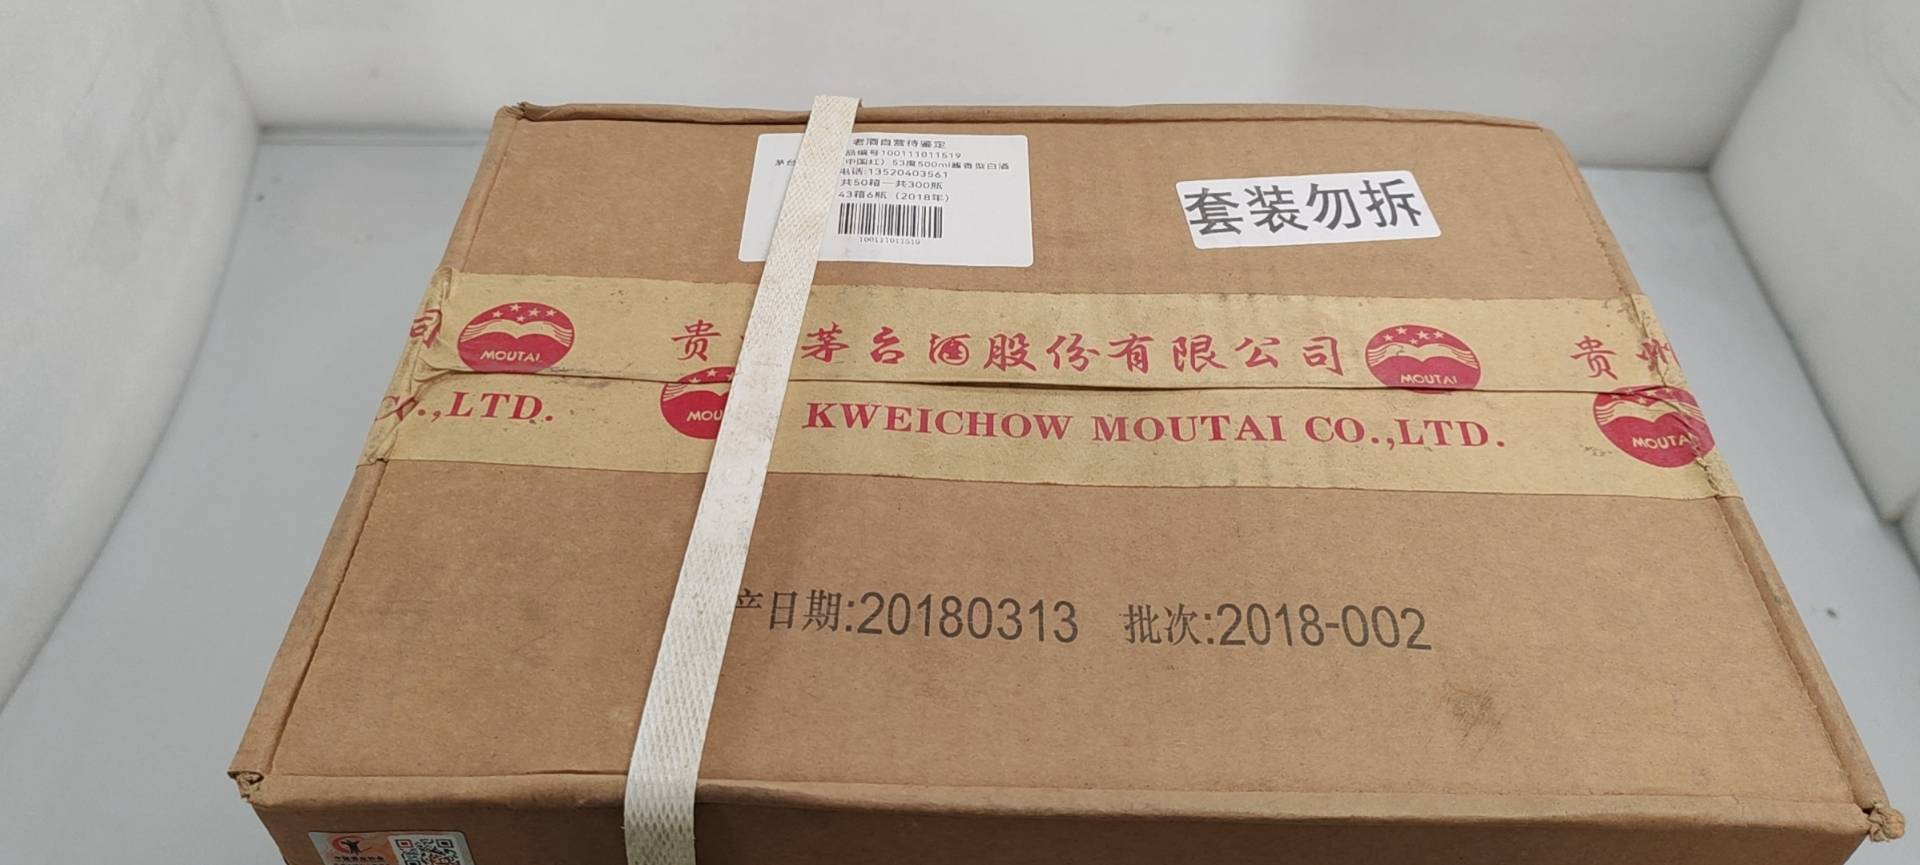 老酒自营待鉴定
品编号100111011519
茅台 中国红）53度500ml酱香型白酒
电话:13520403561
共50箱一共300瓶
43箱6瓶（2018年）
100111011519
套装勿拆
司 MOUTAI 贵 茅台酒股份有限公司 MOUTAI 贵州
CO.,LTD. MOU KWEICHOW MOUTAI CO.,LTD. MOUTAI
产日期:20180313 批次:2018-002